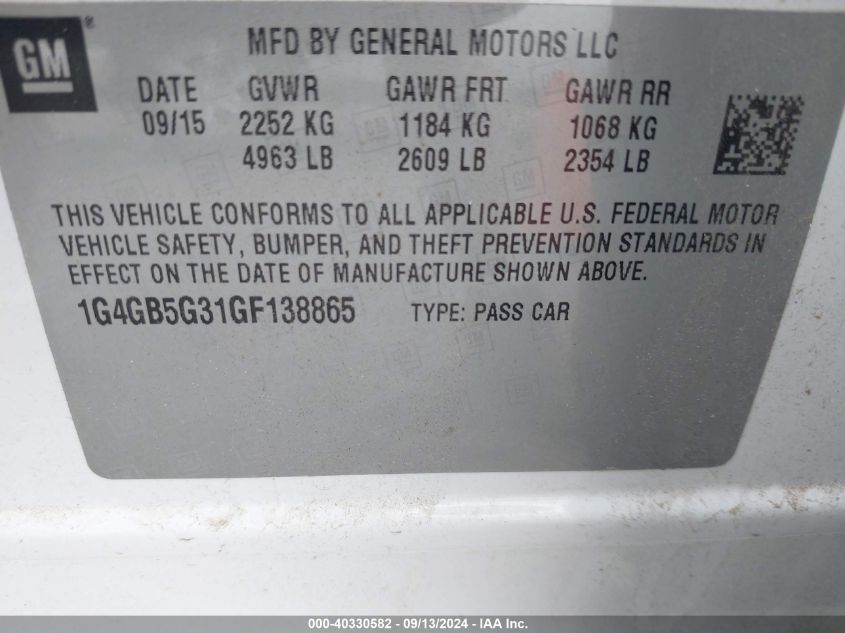 GM®
MFD BY GENERAL MOTORS LLC
DATE GVWR GAWR FRT GAWR RR
09/15 2252 KG 1184 KG 1068 KG
4963 LB 2609 LB 2354 LB
THIS VEHICLE CONFORMS TO ALL APPLICABLE U.S. FEDERAL MOTOR
VEHICLE SAFETY, BUMPER, AND THEFT PREVENTION STANDARDS IN
EFFECT ON THE DATE OF MANUFACTURE SHOWN ABOVE.
1G4GB5G31GF138865 TYPE: PASS CAR
000-40330582 - 09/13/2024 - IAA Inc.